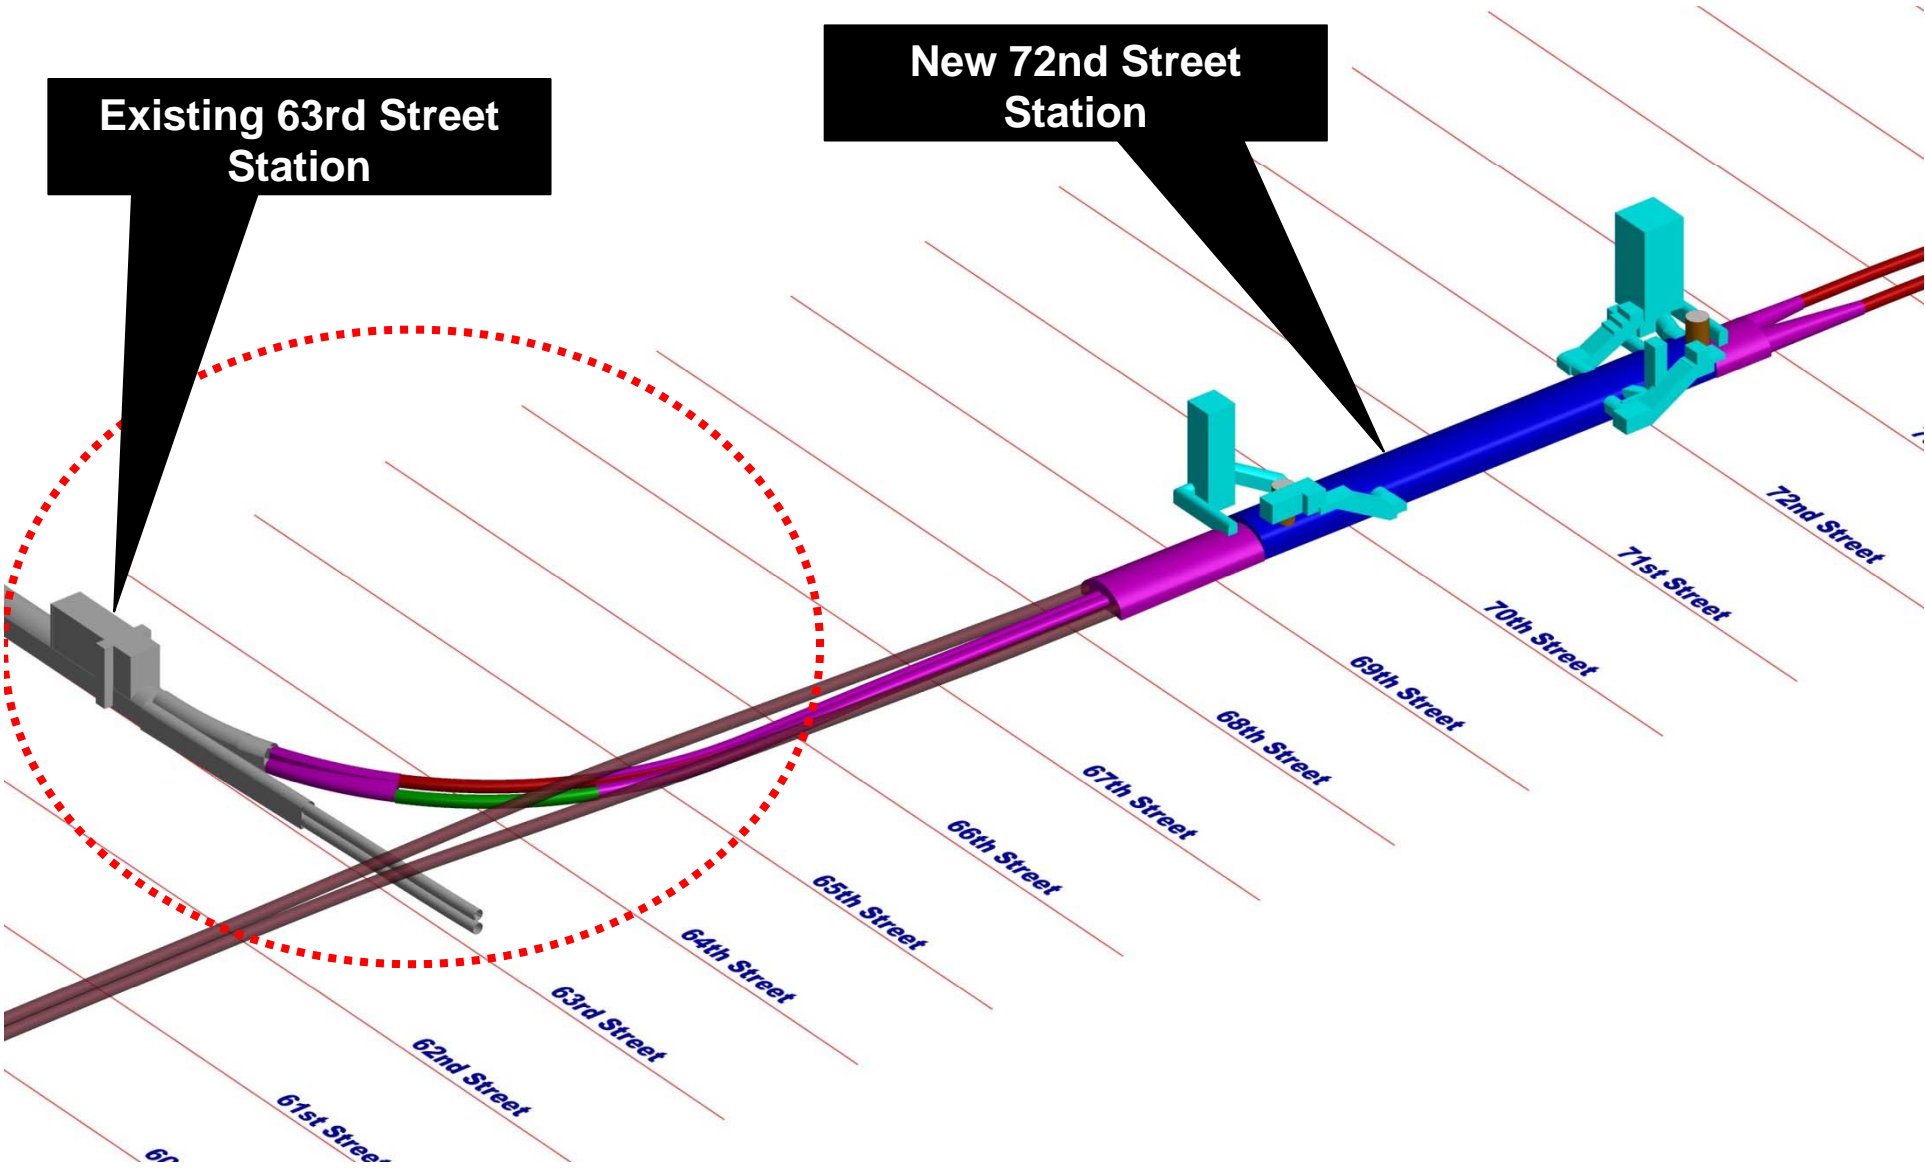 Existing 63rd Street
Station
New 72nd Street
Station
72nd Street
71st Street
70th Street
69th Street
68th Street
67th Street
66th Street
65th Street
64th Street
63rd Street
62nd Street
61st Street